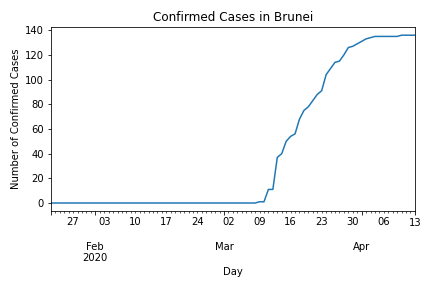 Confirmed Cases in Brunei
Number of Confirmed Cases
140
120
100
80
60
40
20
0
27 03 10 17 24 02 09 16 23 30 06 13
Feb Mar Apr
2020
Day